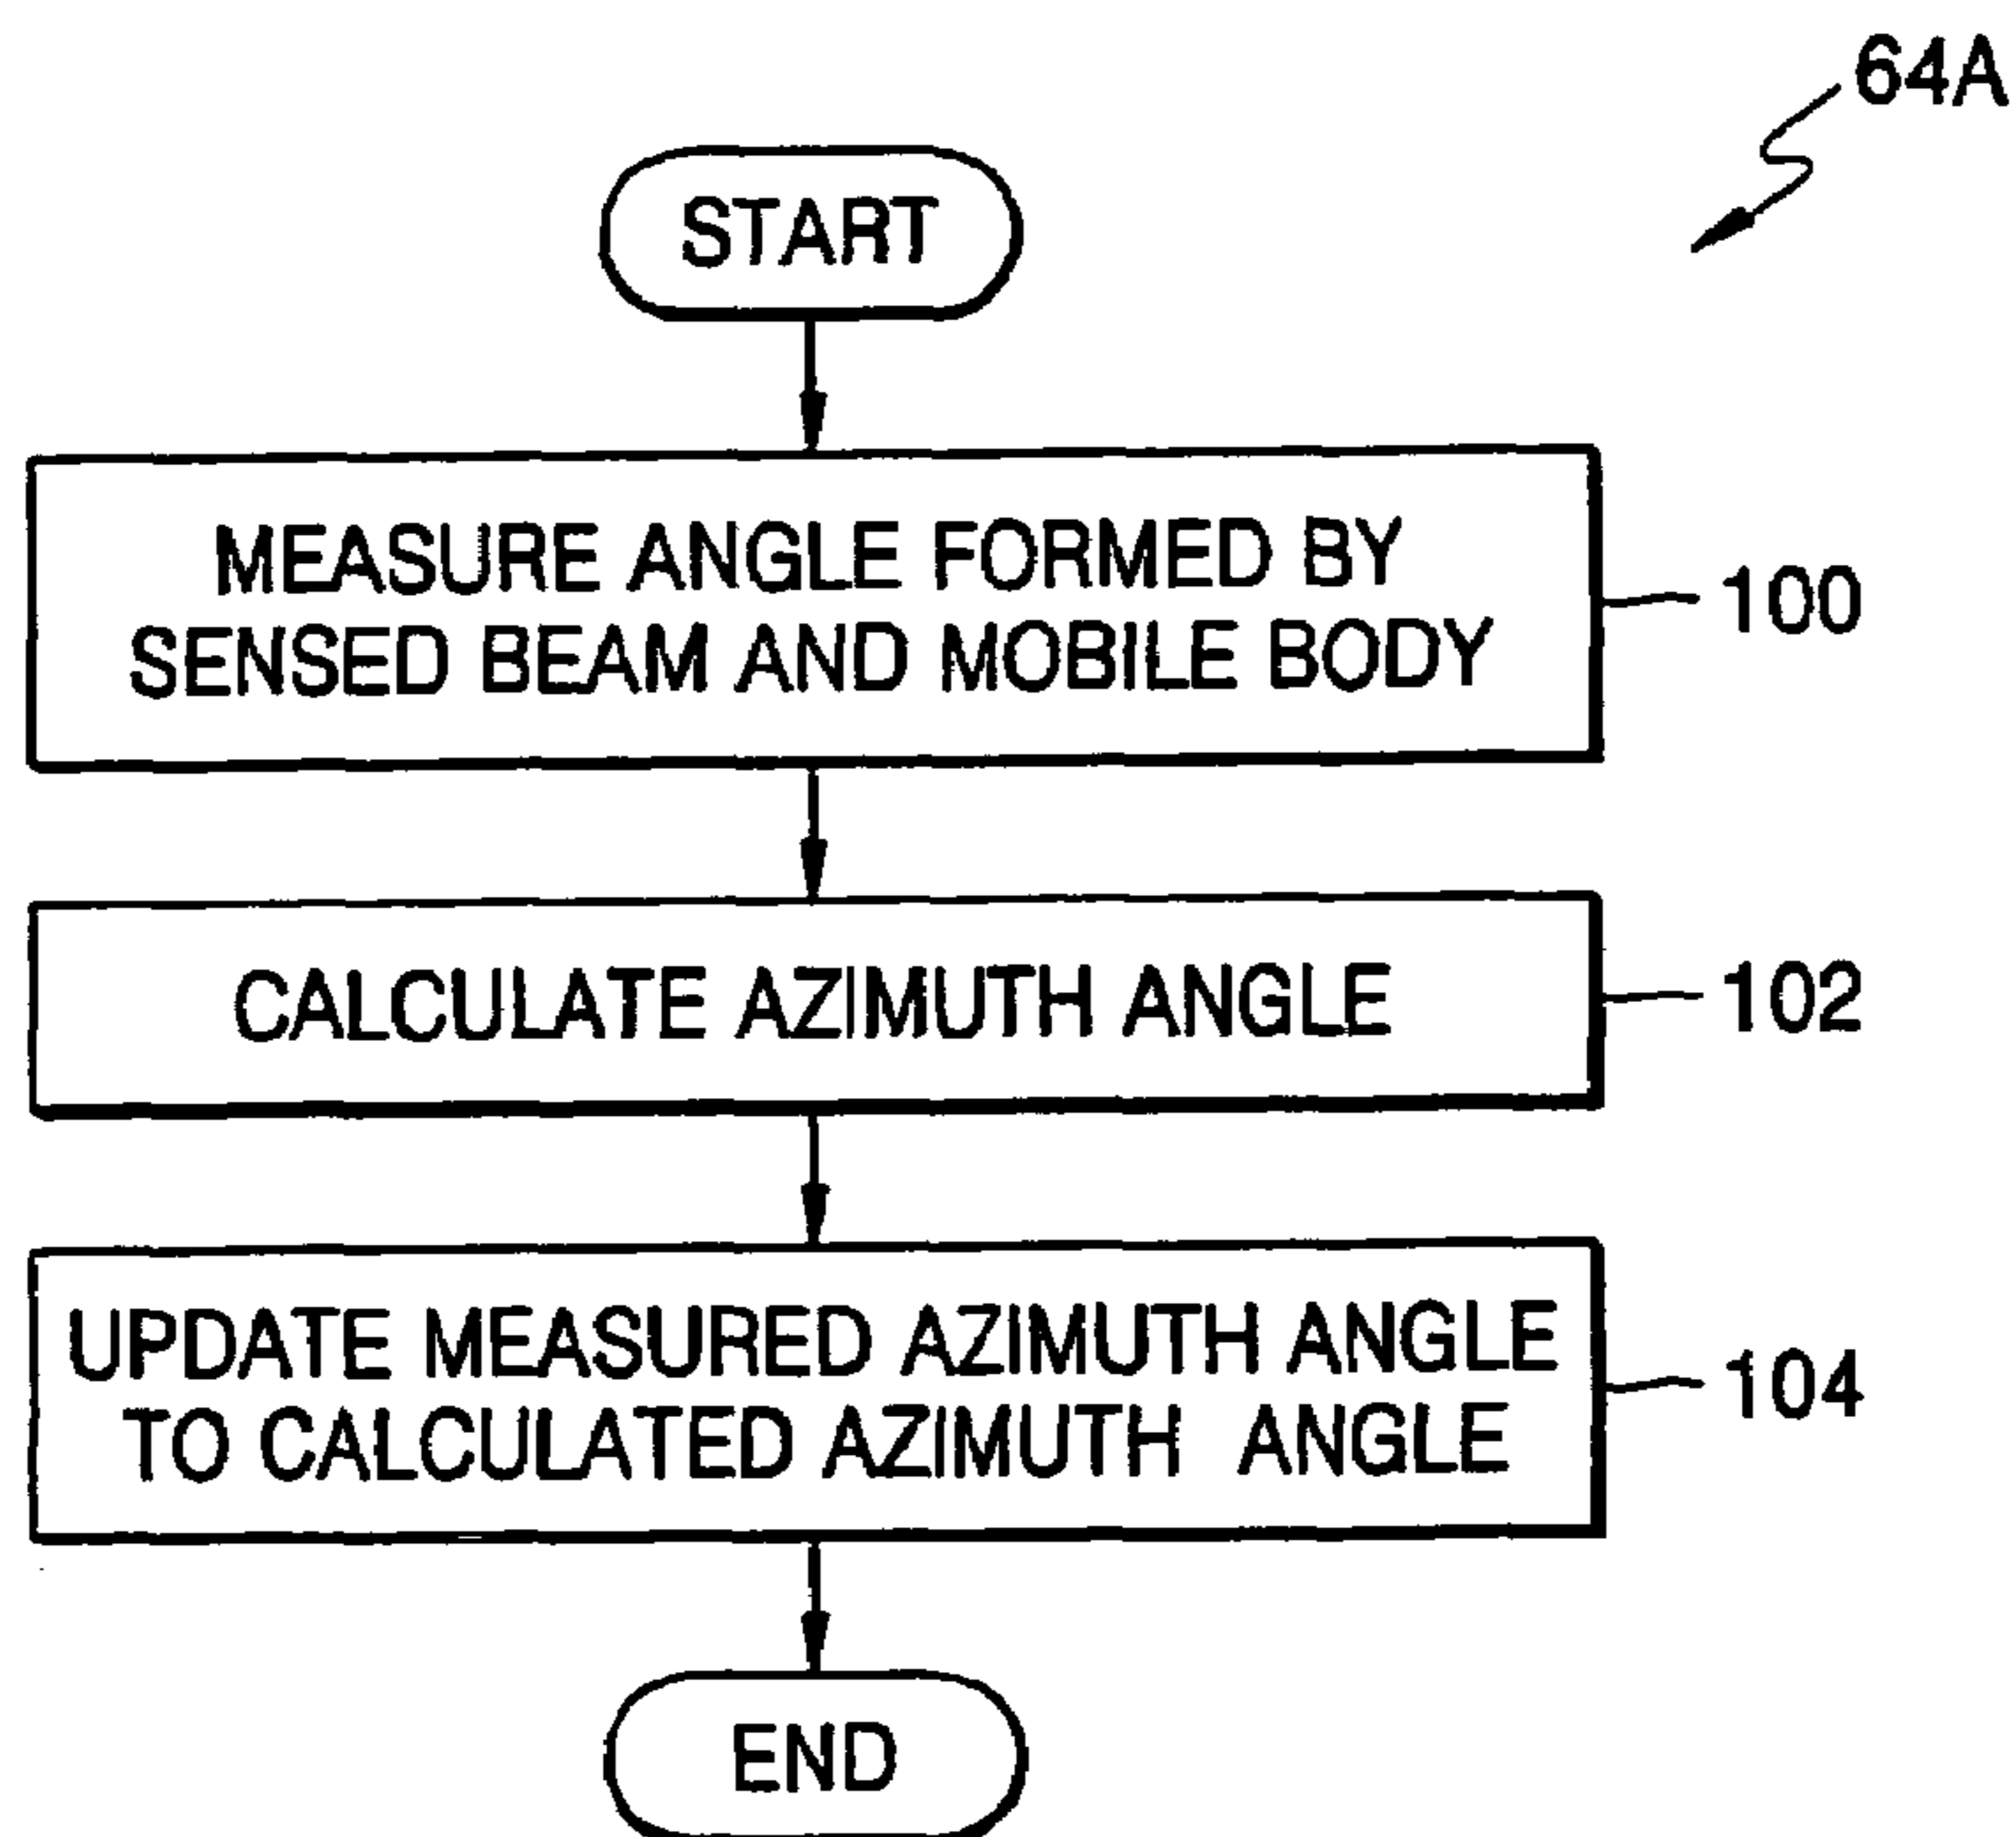 64A
START
MEASURE ANGLE FORMED BY
SENSED BEAM AND MOBILE BODY
100
CALCULATE AZIMUTH ANGLE
102
UPDATE MEASURED AZIMUTH ANGLE
TO CALCULATED AZIMUTH ANGLE
104
END